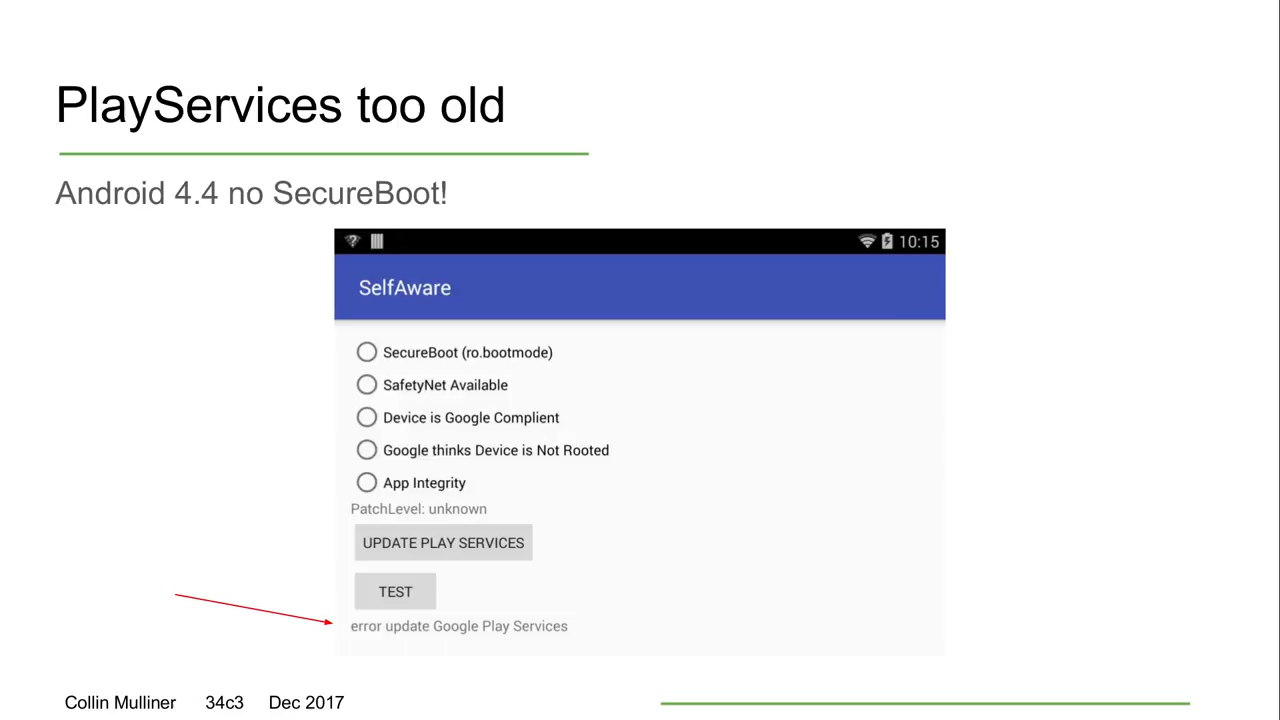 PlayServices too old
Android 4.4 no SecureBoot!
10:15
SelfAware
SecureBoot (ro.bootmode)
SafetyNet Available
Device is Google Complient
Google thinks Device is Not Rooted
App Integrity
PatchLevel: unknown
UPDATE PLAY SERVICES
TEST
error update Google Play Services
Collin Mulliner 34c3 Dec 2017